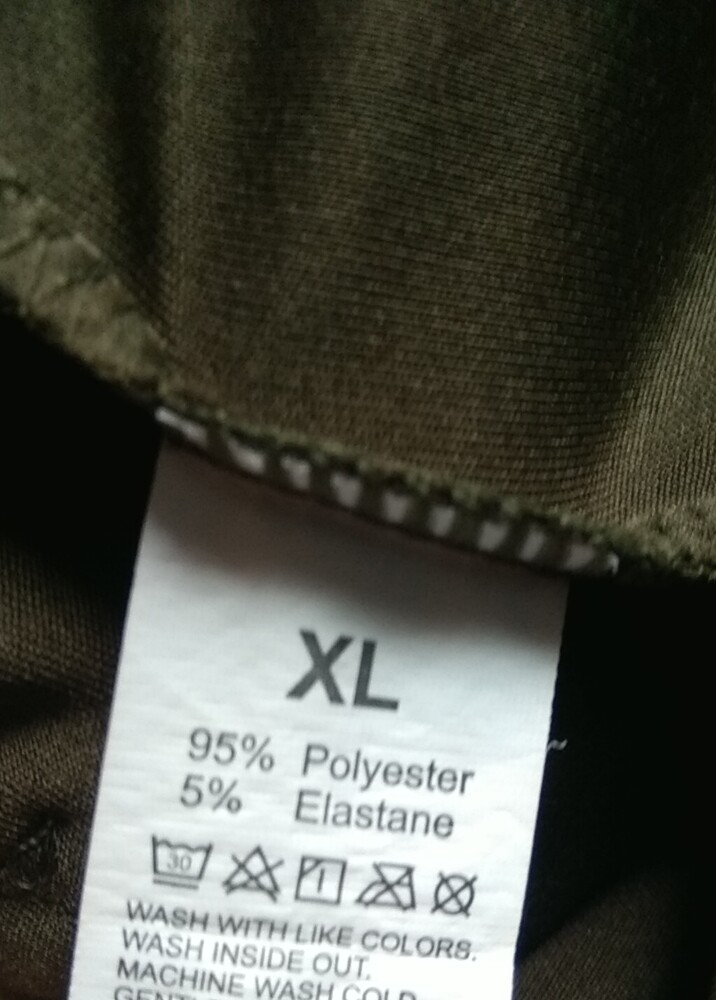 XL
95% Polyester
5% Elastane
30
WASH WITH LIKE COLORS.
WASH INSIDE OUT.
MACHINE WASH COLD